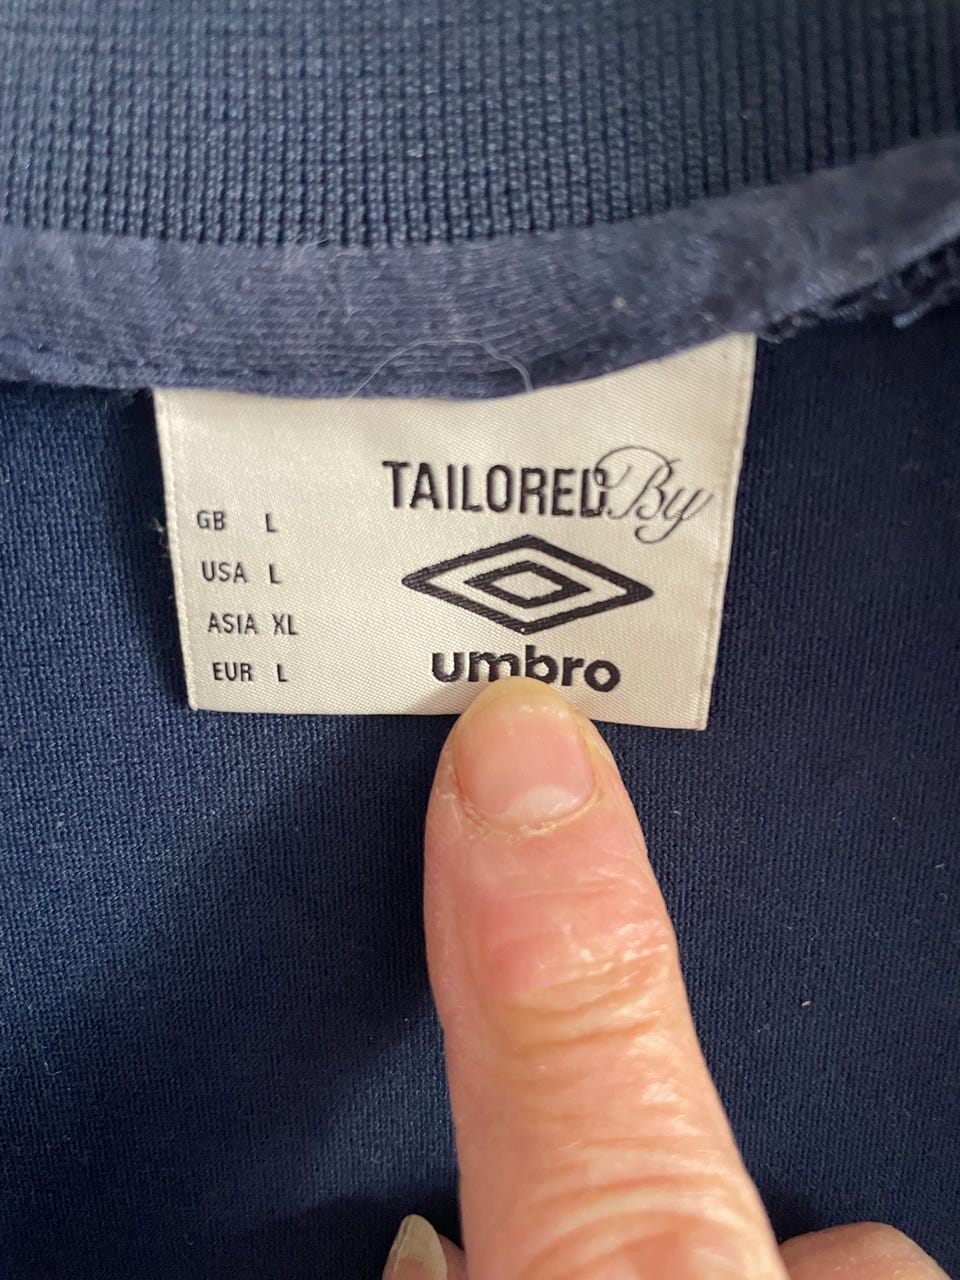 TAILORED By
GB L
USA L
ASIA XL
EUR L
umbro